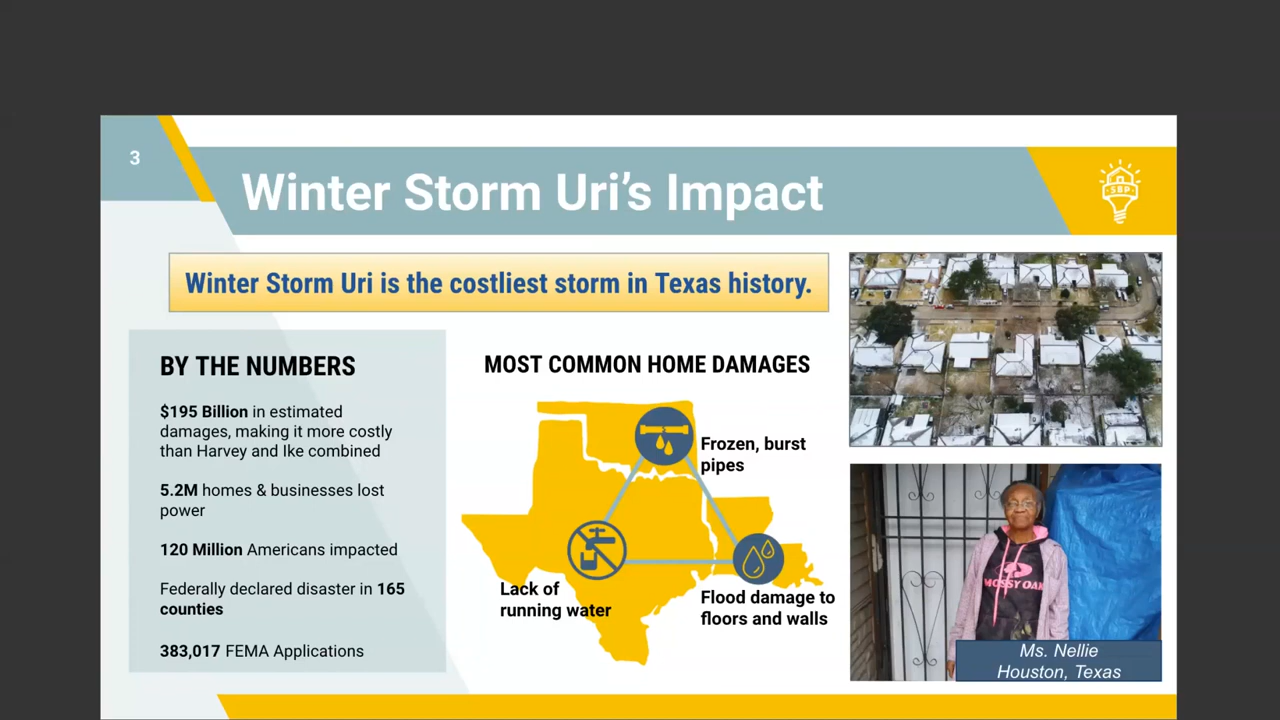 3
Winter Storm Uri’s Impact
SBP
Winter Storm Uri is the costliest storm in Texas history.
BY THE NUMBERS
$195 Billion in estimated
damages, making it more costly
than Harvey and Ike combined
5.2M homes & businesses lost
power
120 Million Americans impacted
Federally declared disaster in 165
counties
383,017 FEMA Applications
MOST COMMON HOME DAMAGES
Frozen, burst
pipes
Lack of
running water
Flood damage to
floors and walls
MOSSY OAK
Ms. Nellie
Houston, Texas